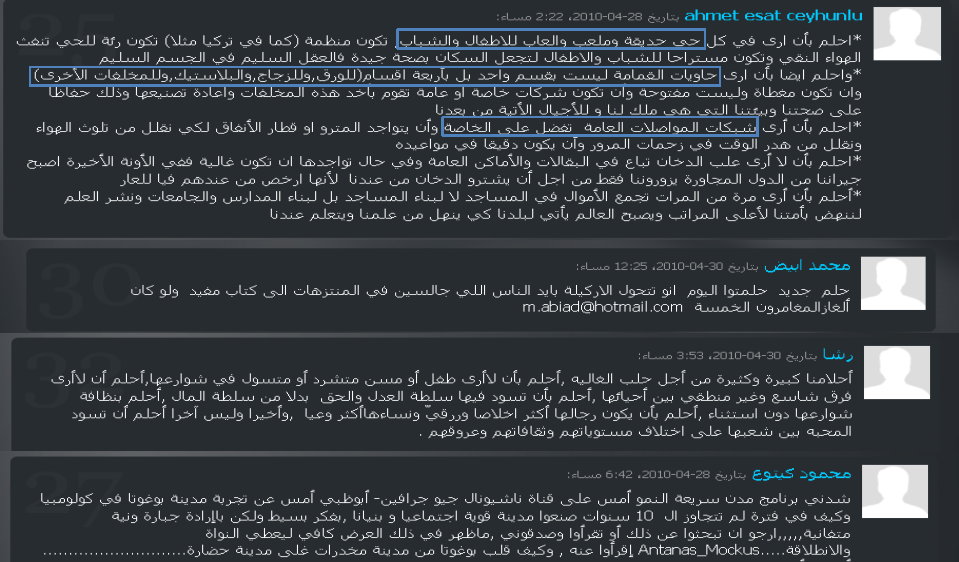 ahmet esat ceyhunlu بتاريخ 28-04-2010، 2:22 مساء:
*احلم بأن ارى في كل حي حديقة وملعب والعاب للاطفال والشباب, تكون منظمة (كما في تركيا مثلا) تكون رئة للحي تنفث
الهواء النقي وتكون مستراحا للشباب والاطفال لتجعل السكان بصحة جيدة فالعقل السليم في الجسم السليم
*واحلم ايضا بأن ارى حاويات القمامة ليست بقسم واحد بل بأربعة اقسام(للورق,وللزجاج,والبلاستيك,وللمخلفات الأخرى)
وان تكون مغطاة وليست مفتوحة وان تكون شركات خاصة او عامة تقوم بأخذ هذه المخلفات واعادة تصنيعها وذلك حفاظا
على صحتنا وبيئتنا التي هي ملك لنا و للأجيال الأتية من بعدنا
*احلم بأن أرى شبكات المواصلات العامة تفضل على الخاصة وأن يتواجد المترو او قطار الأنفاق لكي نقلل من تلوث الهواء
ونقلل من هدر الوقت في زحمات المرور وأن يكون دقيقا في مواعيده
*احلم بأن لا أرى علب الدخان تباع في البقالات والأماكن العامة وفي حال تواجدها ان تكون غالية ففي الأونة الأخيرة اصبح
جيراننا من الدول المجاورة يزوروننا فقط من اجل أن يشترو الدخان من عندنا لأنها ارخص من عندهم فيا للعار
*أحلم بأن أرى مرة من المرات تجمع الأموال في المساجد لا لبناء المساجد بل لبناء المدارس والجامعات ونشر العلم
لننهض بأمتنا لأعلى المراتب ويصبح العالم يأتي لبلدنا كي ينهل من علمنا ويتعلم عندنا
30
محمد ابيض بتاريخ 30-04-2010، 12:25 مساء:
حلم جديد حلمتوا اليوم انو تتحول الاركيلة بايد الناس اللي جالسين في المنتزهات الى كتاب مفيد ولو كان
ألغازالمغامرون الخمسة m.abiad@hotmail.com
رشا بتاريخ 30-04-2010، 3:53 مساء:
أحلامنا كبيرة وكثيرة من أجل حلب الغاليه ,أحلم بأن لاأرى طفل أو مسن متشرد أو متسول في شوارعها,أحلم أن لاأرى
فرق شاسع وغير منطقي بين أحيائها ,أحلم بأن تسود فيها سلطة العدل والحق بدلا من سلطة المال ,أحلم بنظافة
شوارعها دون استثناء ,أحلم بأن يكون رجالها أكثر اخلاصا ورقيّ ونساءهاأكثر وعيا ,وأخيرا وليس آخرا أحلم أن تسود
المحبه بين شعبها على اختلاف مستوياتهم وثقافاتهم وعروقهم .
27
محمود كيتوع بتاريخ 28-04-2010، 6:42 مساء:
شدني برنامج مدن سريعة النمو أمس على قناة ناشيونال جيو جرافين- أبوظبي أمس عن تجربة مدينة بوغوتا في كولومبيا
وكيف في فترة لم تتجاوز ال 10 سنوات صنعوا مدينة قوية اجتماعيا و بنيانا ,بفكر بسيط ولكن بالإرادة جبارة ونية
متفانية,,,,,ارجو ان تبحثوا عن ذلك أو تقرأوا وصدقوني ,ماظهر في ذلك العرض كافي ليعطي النواة
والانطلاقة.....Antanas_Mockus إقرأوا عنه , وكيف قلب بوغوتا من مدينة مخدرات غلى مدينة حضارة...........................